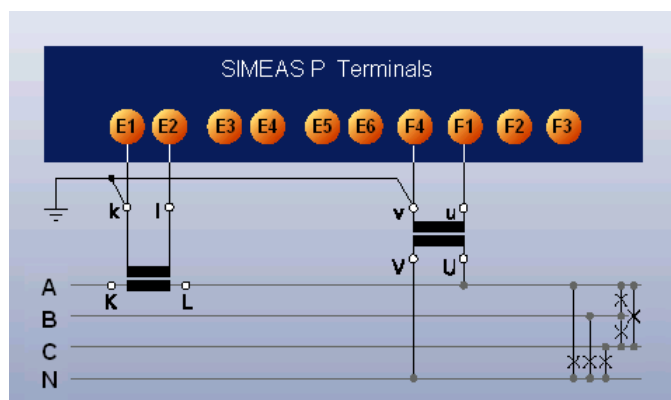 SIMEAS P Terminals
E1 E2 E3 E4 E5 E6 F4 F1 F2 F3
k l v u
V U
A
K L
B
C
N